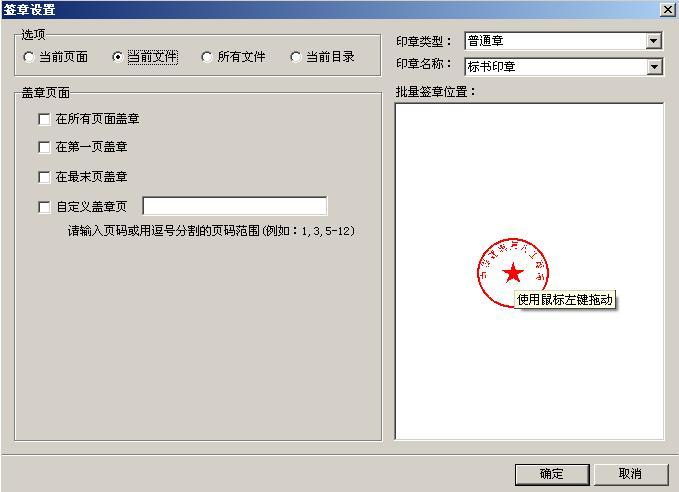 签章设置
选项
当前页面 当前文件 所有文件 当前目录
印章类型： 普通章
印章名称： 标书印章
盖章页面
批量签章位置：
在所有页面盖章
在第一页盖章
在最末页盖章
自定义盖章页
请输入页码或用逗号分割的页码范围(例如：1,3,5-12)
使用鼠标左键拖动
确定 取消